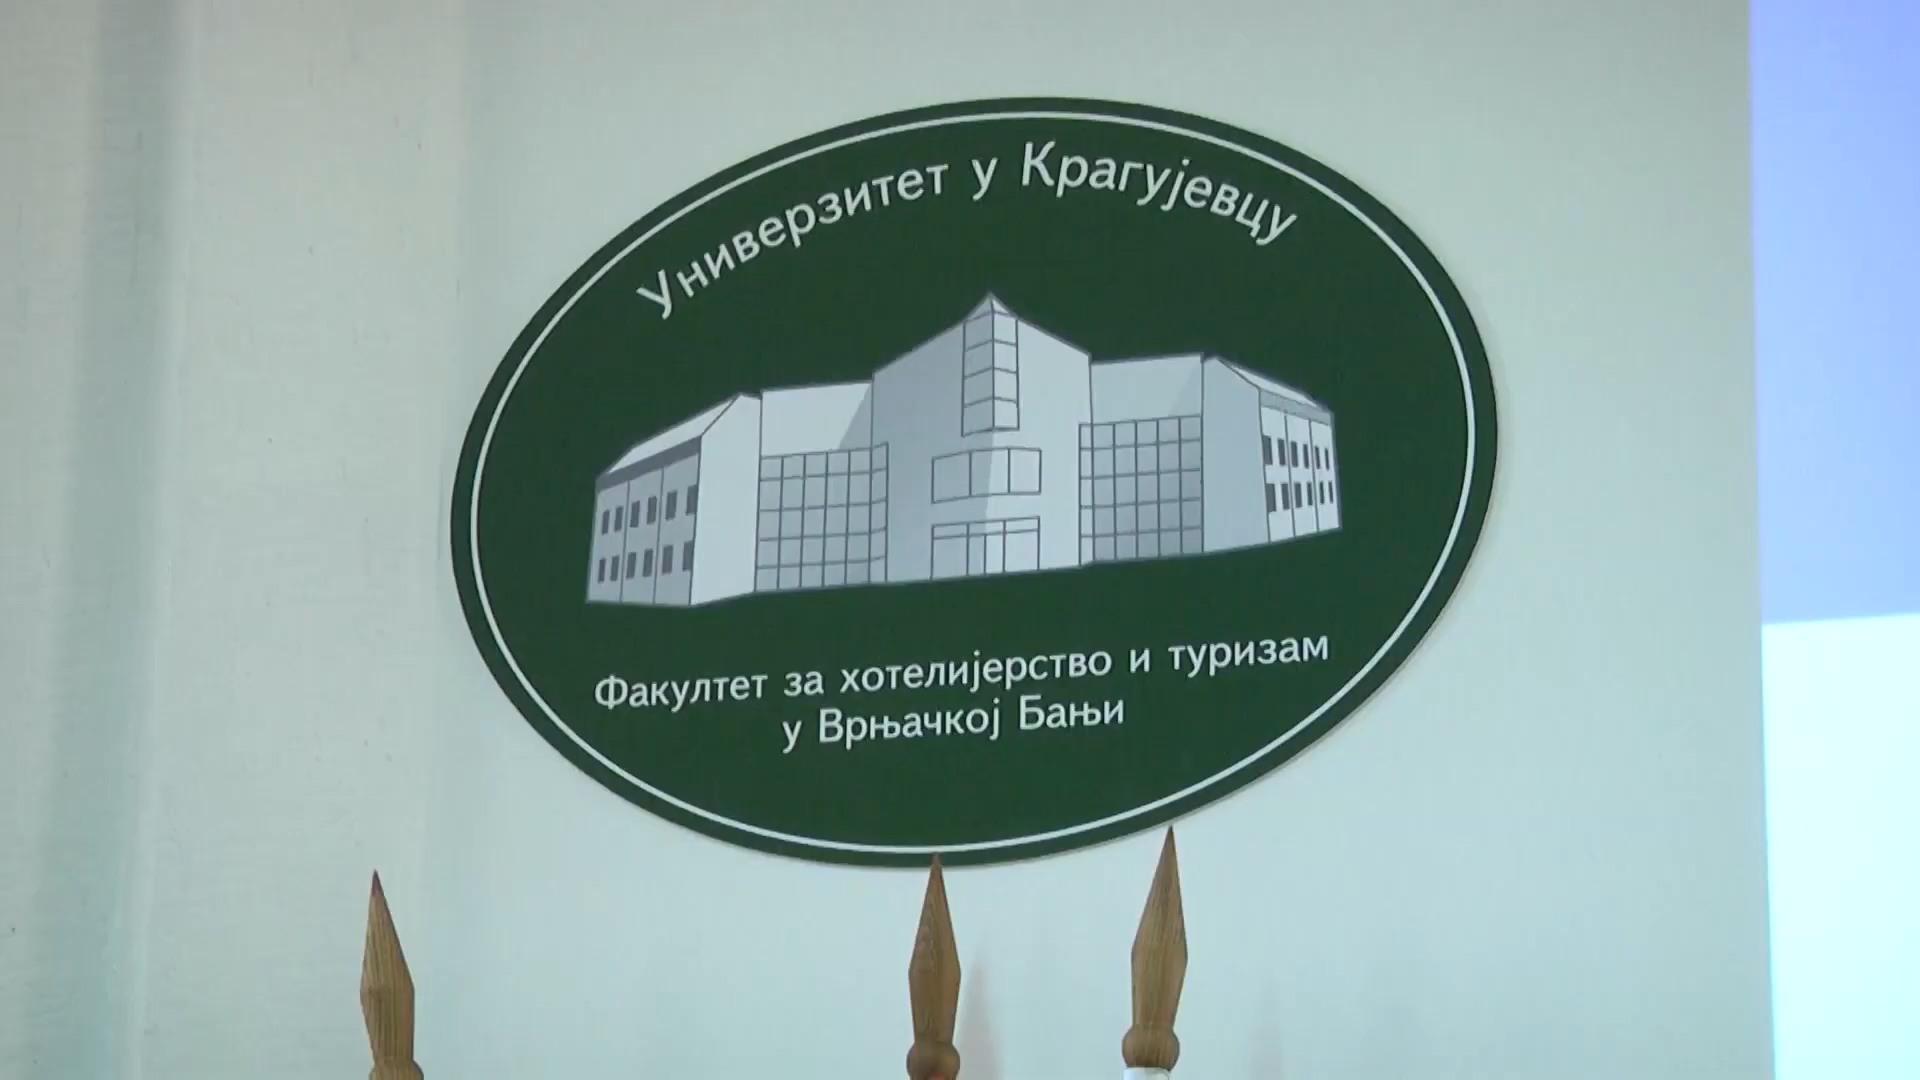 Универзитет у Крагујевцу
Факултет за хотелијерство и туризам
у Врњачкој Бањи